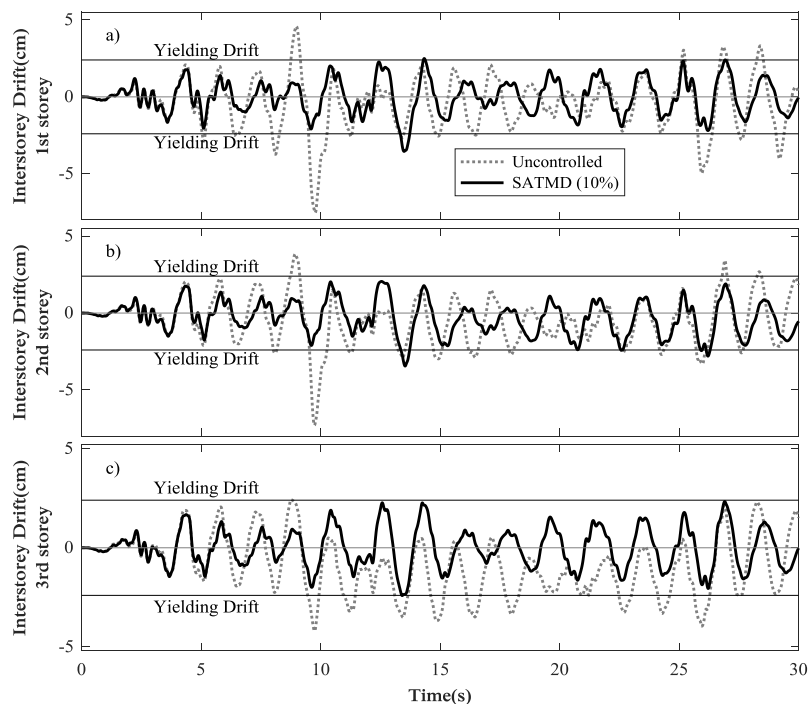 5
a)
Yielding Drift
0
Yielding Drift
-5
Interstorey Drift(cm)
1st storey
Uncontrolled
SATMD (10%)
5
b)
Yielding Drift
0
Yielding Drift
-5
Interstorey Drift(cm)
2nd storey
5
c)
Yielding Drift
0
Yielding Drift
-5
Interstorey Drift(cm)
3rd storey
0 5 10 15 20 25 30
Time(s)